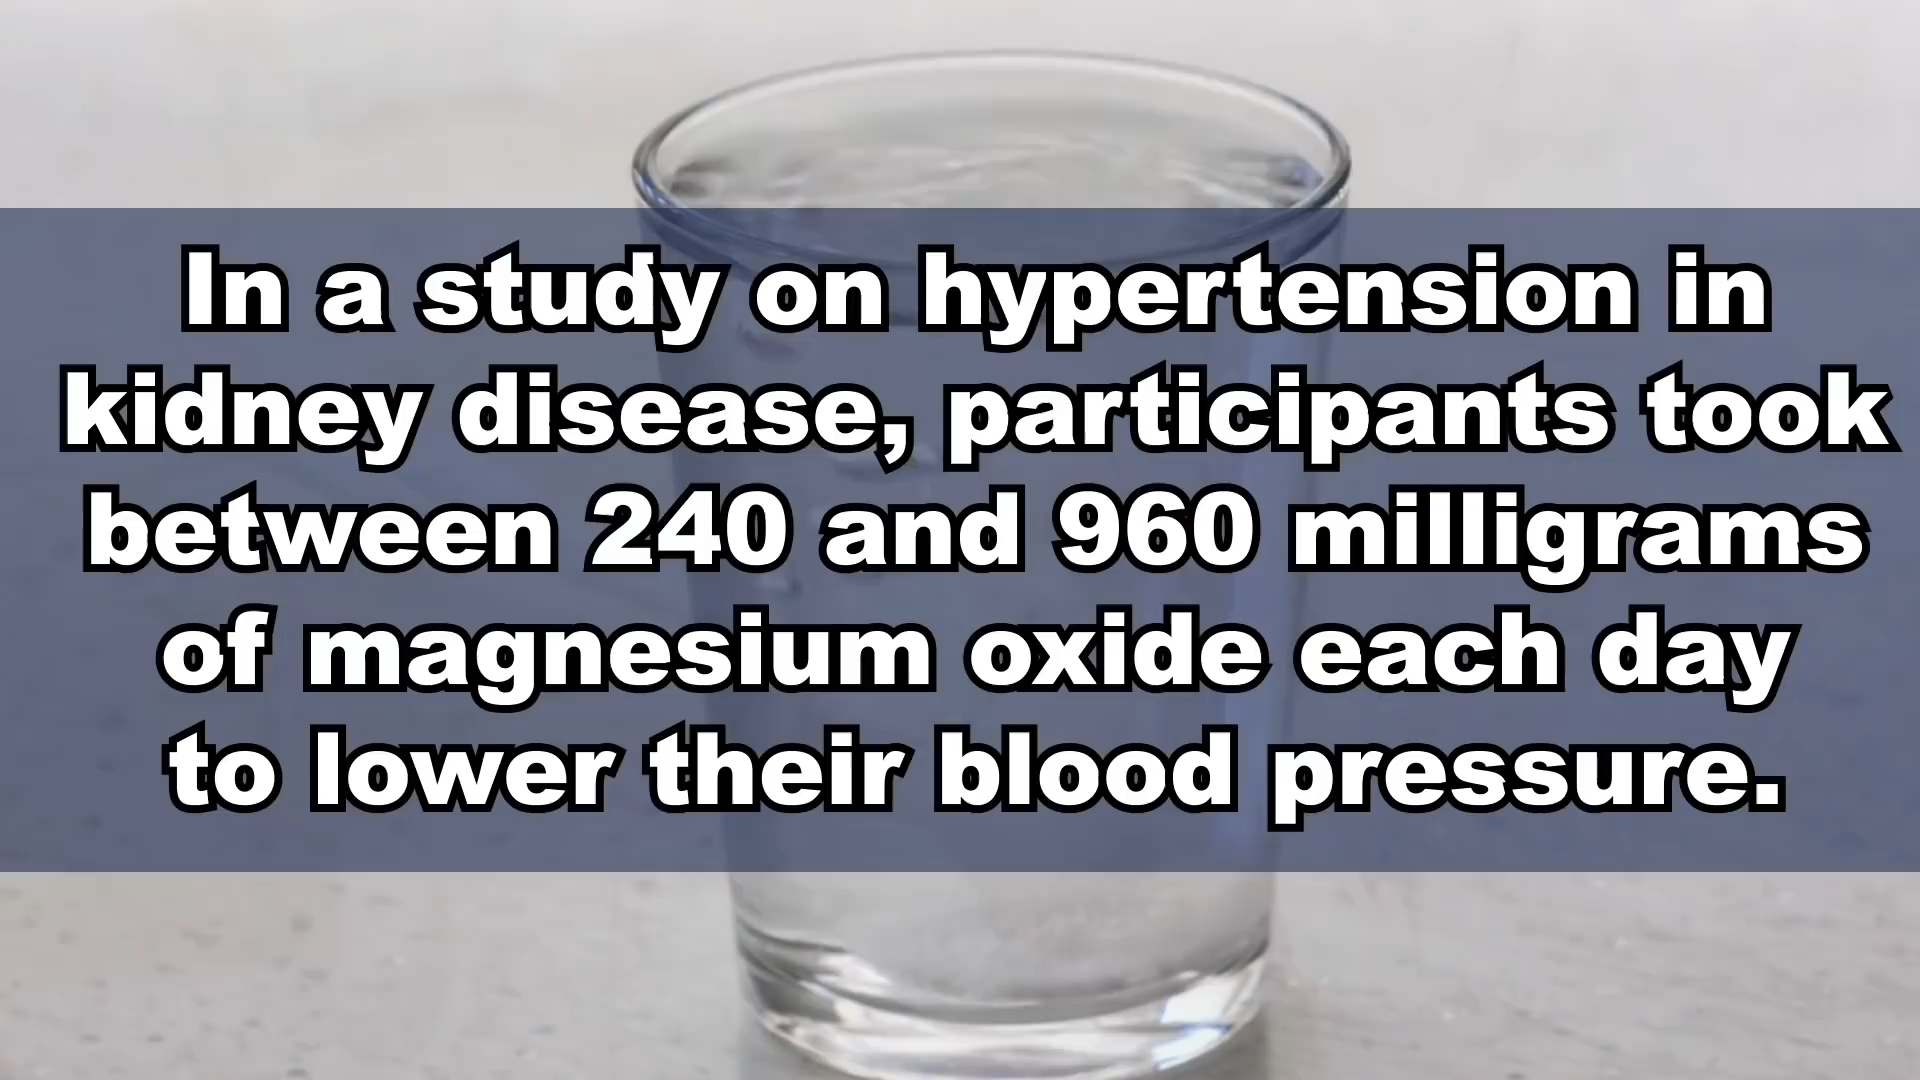 In a study on hypertension in
kidney disease, participants took
between 240 and 960 milligrams
of magnesium oxide each day
to lower their blood pressure.